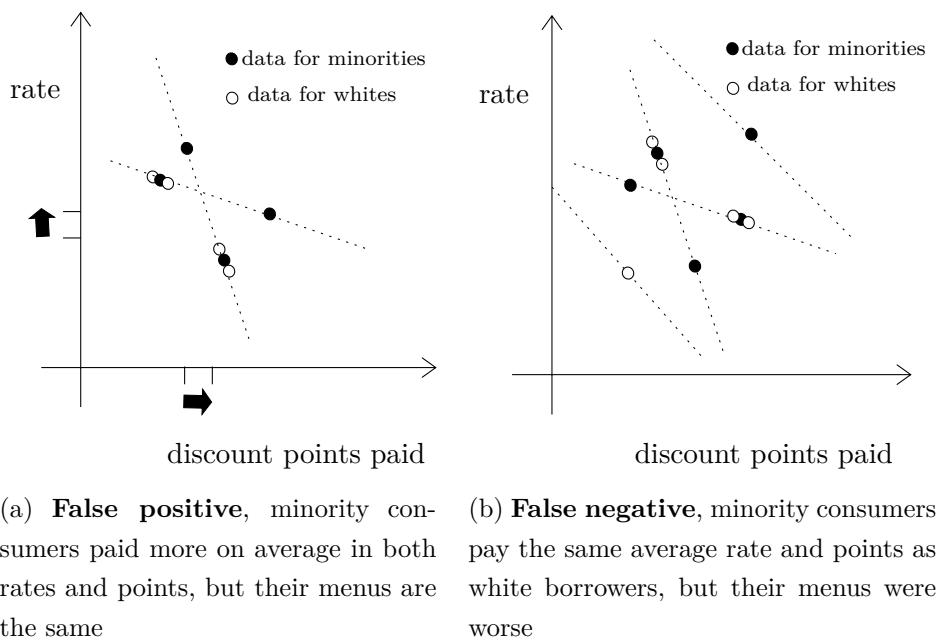 data for minorities
data for whites
rate
discount points paid
(a) False positive, minority con-
sumers paid more on average in both
rates and points, but their menus are
the same
data for minorities
data for whites
rate
discount points paid
(b) False negative, minority consumers
pay the same average rate and points as
white borrowers, but their menus were
worse